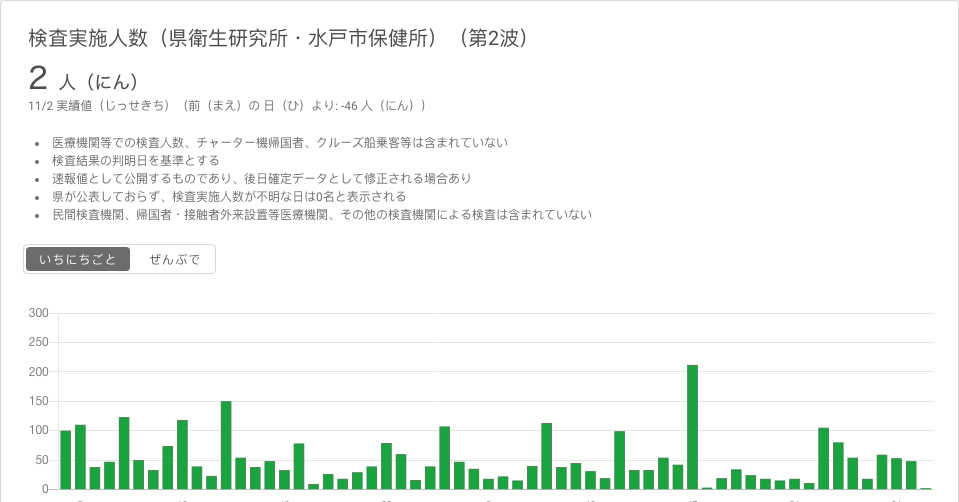 検査実施人数（県衛生研究所・水戸市保健所）（第2波）
2 人（にん）
11/2 実績値（じっせきち）（前（まえ）の 日（ひ）より: -46 人（にん））
• 医療機関等での検査人数、チャーター機帰国者、クルーズ船乗客等は含まれていない
• 検査結果の判明日を基準とする
• 速報値として公開するものであり、後日確定データとして修正される場合あり
• 県が公表しておらず、検査実施人数が不明な日は0名と表示される
• 民間検査機関、帰国者・接触者外来設置等医療機関、その他の検査機関による検査は含まれていない
いちにちごと ぜんぶで
300
250
200
150
100
50
0